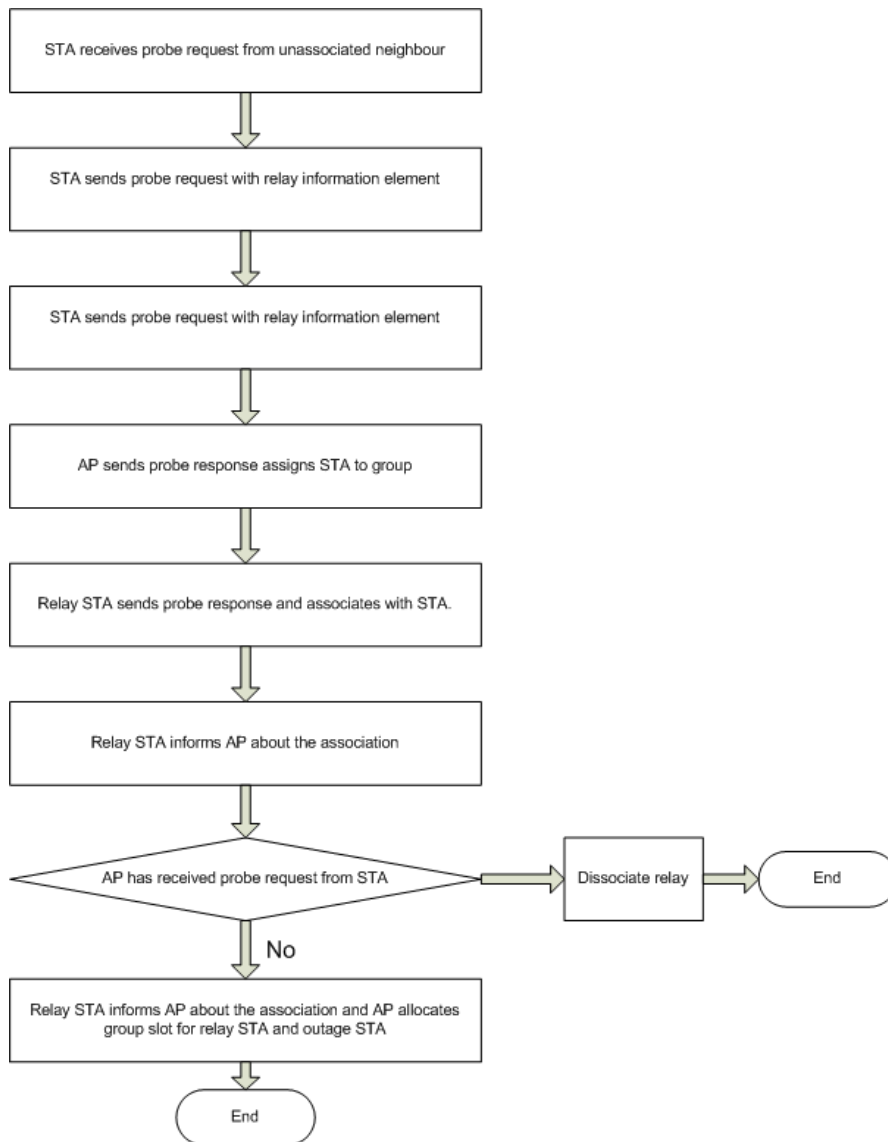 STA receives probe request from unassociated neighbour
STA sends probe request with relay information element
STA sends probe request with relay information element
AP sends probe response assigns STA to group
Relay STA sends probe response and associates with STA.
Relay STA informs AP about the association
AP has received probe request from STA
Dissociate relay
End
No
Relay STA informs AP about the association and AP allocates
group slot for relay STA and outage STA
End